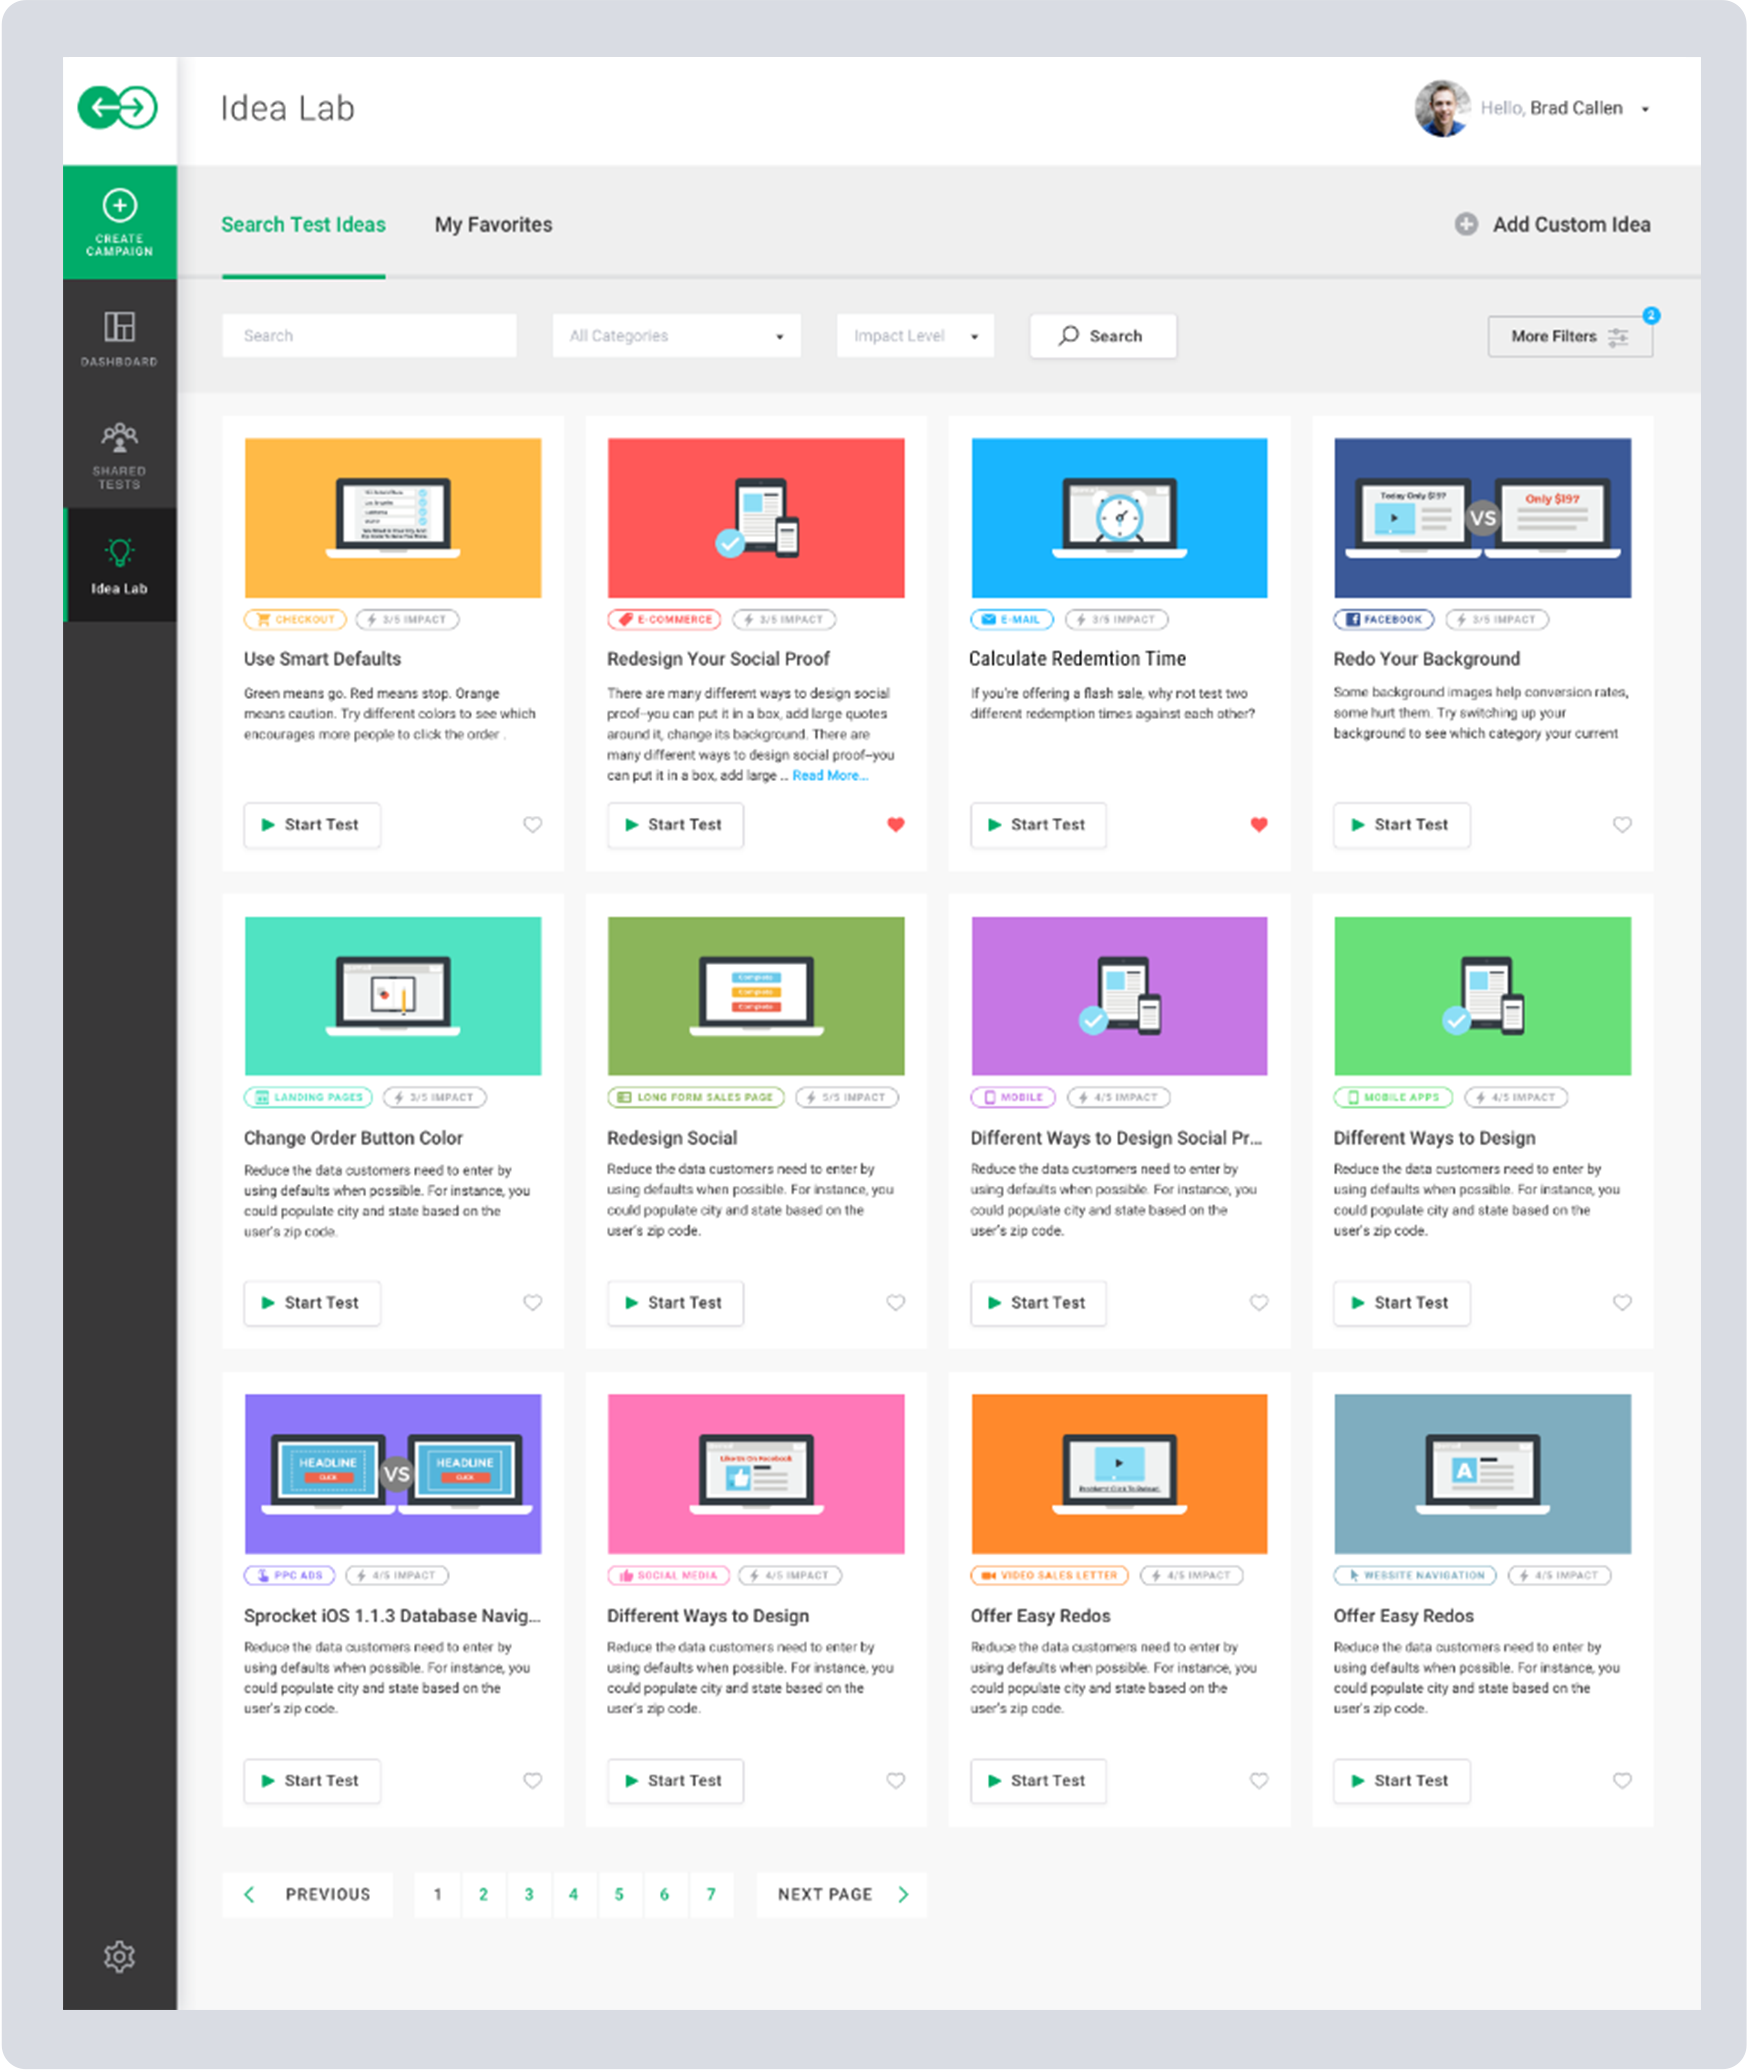 Idea Lab
Hello, Brad Callen
CREATE
CAMPAIGN
DASHBOARD
SHARED
TESTS
Idea Lab
Search Test Ideas
My Favorites
Add Custom Idea
Search
All Categories
Impact Level
Search
More Filters
2
Today Only $197
VS
Only $197
CHECKOUT
3/5 IMPACT
E-COMMERCE
3/5 IMPACT
E-MAIL
3/5 IMPACT
FACEBOOK
3/5 IMPACT
Use Smart Defaults
Green means go. Red means stop. Orange
means caution. Try different colors to see which
encourages more people to click the order .
Start Test
Redesign Your Social Proof
There are many different ways to design social
proof–you can put it in a box, add large quotes
around it, change its background. There are
many different ways to design social proof–you
can put it in a box, add large ... Read More...
Start Test
Calculate Redemtion Time
If you're offering a flash sale, why not test two
different redemption times against each other?
Start Test
Redo Your Background
Some background images help conversion rates,
some hurt them. Try switching up your
background to see which category your current
Start Test
Complete
Complete
Complete
LANDING PAGES
3/5 IMPACT
LONG FORM SALES PAGE
5/5 IMPACT
MOBILE
4/5 IMPACT
MOBILE APPS
4/5 IMPACT
Change Order Button Color
Reduce the data customers need to enter by
using defaults when possible. For instance, you
could populate city and state based on the
user's zip code.
Start Test
Redesign Social
Reduce the data customers need to enter by
using defaults when possible. For instance, you
could populate city and state based on the
user's zip code.
Start Test
Different Ways to Design Social Pr...
Reduce the data customers need to enter by
using defaults when possible. For instance, you
could populate city and state based on the
user's zip code.
Start Test
Different Ways to Design
Reduce the data customers need to enter by
using defaults when possible. For instance, you
could populate city and state based on the
user's zip code.
Start Test
HEADLINE
CLICK
VS
HEADLINE
CLICK
Like Us On Facebook
A
PPC ADS
4/5 IMPACT
SOCIAL MEDIA
4/5 IMPACT
VIDEO SALES LETTER
4/5 IMPACT
WEBSITE NAVIGATION
4/5 IMPACT
Sprocket iOS 1.1.3 Database Navig...
Reduce the data customers need to enter by
using defaults when possible. For instance, you
could populate city and state based on the
user's zip code.
Start Test
Different Ways to Design
Reduce the data customers need to enter by
using defaults when possible. For instance, you
could populate city and state based on the
user's zip code.
Start Test
Offer Easy Redos
Reduce the data customers need to enter by
using defaults when possible. For instance, you
could populate city and state based on the
user's zip code.
Start Test
Offer Easy Redos
Reduce the data customers need to enter by
using defaults when possible. For instance, you
could populate city and state based on the
user's zip code.
Start Test
PREVIOUS
1 2 3 4 5 6 7
NEXT PAGE